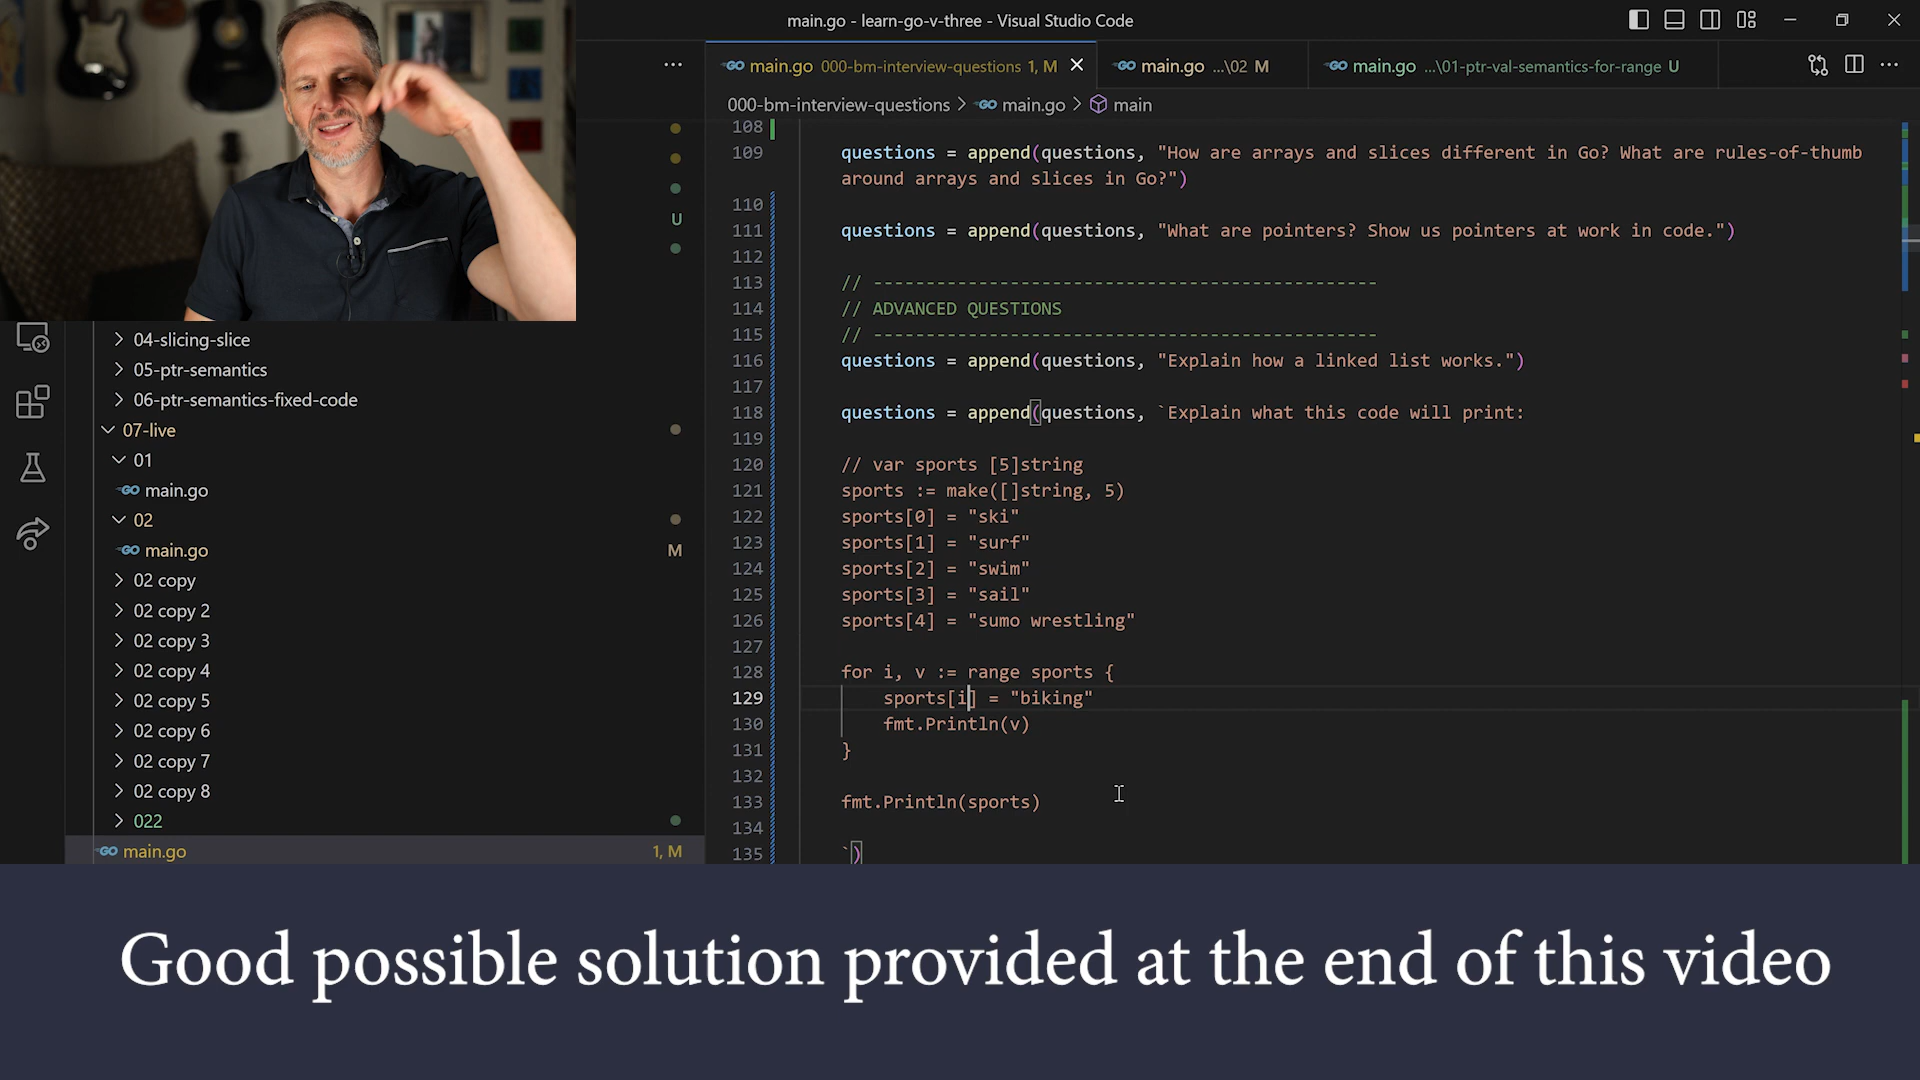 main.go - learn-go-v-three - Visual Studio Code
main.go 000-bm-interview-questions 1, M
main.go ...\02 M
main.go ...\01-ptr-val-semantics-for-range U
000-bm-interview-questions > main.go > main
U
04-slicing-slice
05-ptr-semantics
06-ptr-semantics-fixed-code
07-live
01
main.go
02
main.go M
02 copy
02 copy 2
02 copy 3
02 copy 4
02 copy 5
02 copy 6
02 copy 7
02 copy 8
022
main.go 1, M
108
109 questions = append(questions, "How are arrays and slices different in Go? What are rules-of-thumb
around arrays and slices in Go?")
110
111 questions = append(questions, "What are pointers? Show us pointers at work in code.")
112
113 // ------------------------------------------------
114 // ADVANCED QUESTIONS
115 // ------------------------------------------------
116 questions = append(questions, "Explain how a linked list works.")
117
118 questions = append(questions, `Explain what this code will print:
119
120 // var sports [5]string
121 sports := make([]string, 5)
122 sports[0] = "ski"
123 sports[1] = "surf"
124 sports[2] = "swim"
125 sports[3] = "sail"
126 sports[4] = "sumo wrestling"
127
128 for i, v := range sports {
129 sports[i] = "biking"
130 fmt.Println(v)
131 }
132
133 fmt.Println(sports)
134
135 `)
Good possible solution provided at the end of this video